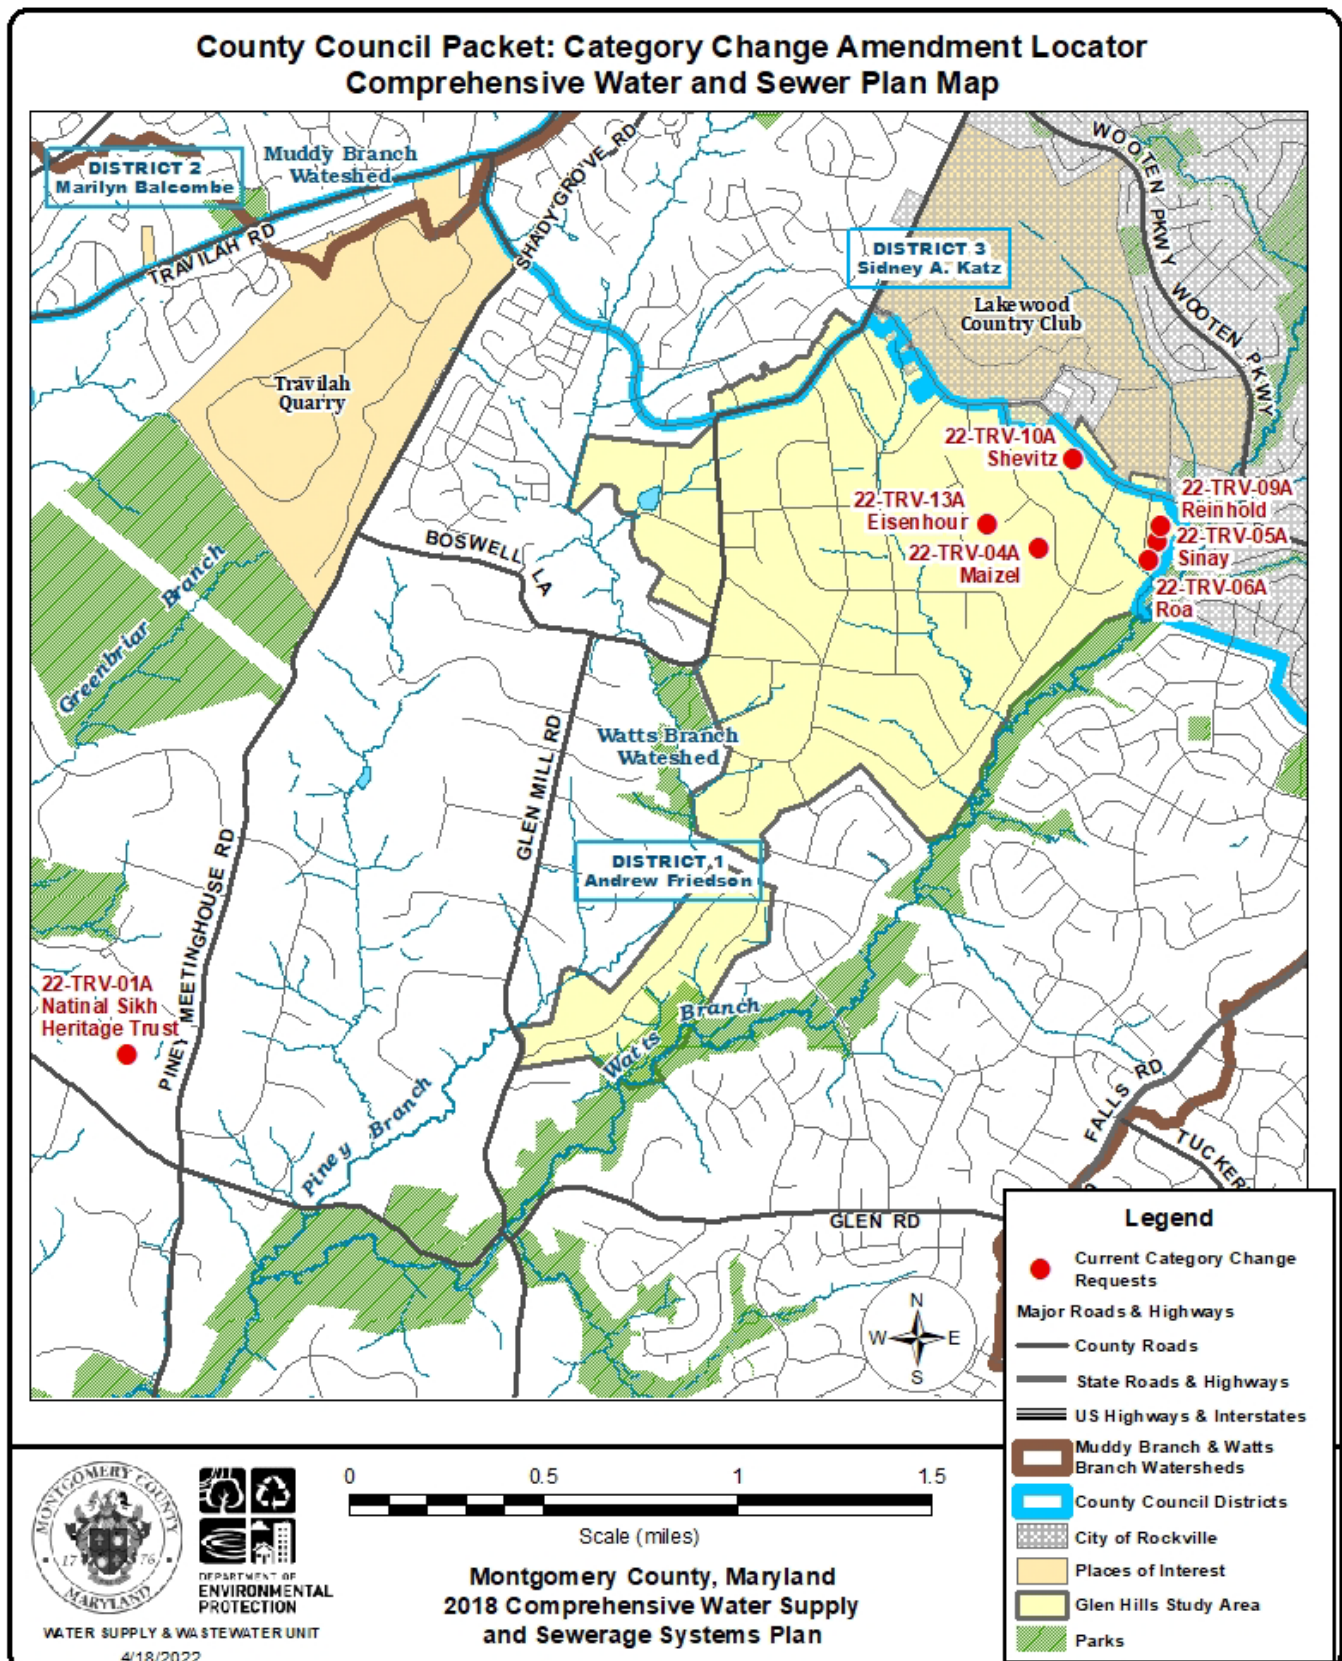 County Council Packet: Category Change Amendment Locator
Comprehensive Water and Sewer Plan Map
DISTRICT 2
Marilyn Balcombe
Muddy Branch
Wateshed
TRAVILAH RD
SHADY GROVE RD
WOOTEN PKWY
WOOTEN PKWY
DISTRICT 3
Sidney A. Katz
Lakewood
Country Club
Travilah
Quarry
22-TRV-10A
Shevitz
22-TRV-13A
Eisenhour
22-TRV-04A
Maizel
22-TRV-09A
Reinhold
22-TRV-05A
Sinay
22-TRV-06A
Roa
BOSWELL LA
Greenbriar Branch
GLEN MILL RD
Watts Branch
Wateshed
DISTRICT 1
Andrew Friedson
PINEY MEETINGHOUSE RD
22-TRV-01A
Natinal Sikh
Heritage Trust
Watts Branch
Piney Branch
FALLS RD
TUCKER
GLEN RD
N
W E
S
Legend
Current Category Change
Requests
Major Roads & Highways
County Roads
State Roads & Highways
US Highways & Interstates
Muddy Branch & Watts
Branch Watersheds
County Council Districts
City of Rockville
Places of Interest
Glen Hills Study Area
Parks
MONTGOMERY COUNTY
17 76
MARYLAND
DEPARTMENT OF
ENVIRONMENTAL
PROTECTION
WATER SUPPLY & WASTEWATER UNIT
4/18/2022
0 0.5 1 1.5
Scale (miles)
Montgomery County, Maryland
2018 Comprehensive Water Supply
and Sewerage Systems Plan